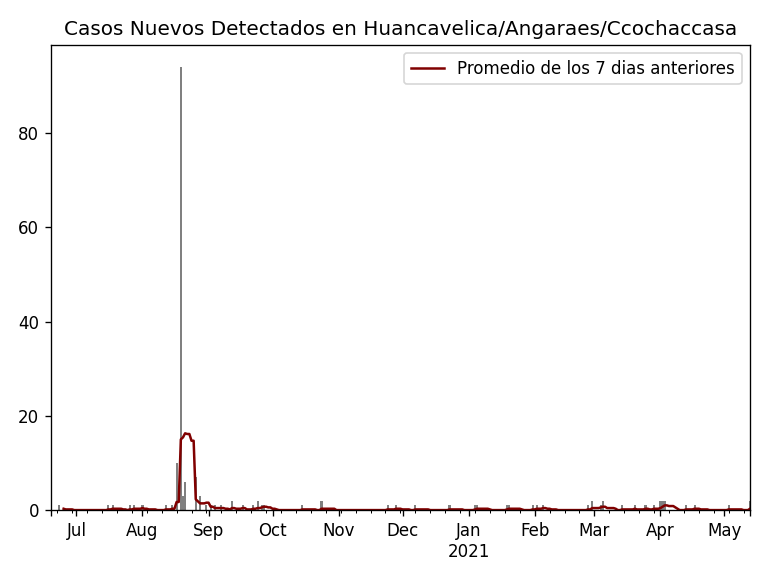 Casos Nuevos Detectados en Huancavelica/Angaraes/Ccochaccasa
Promedio de los 7 dias anteriores
80
60
40
20
0
Jul Aug Sep Oct Nov Dec Jan Feb Mar Apr May
2021